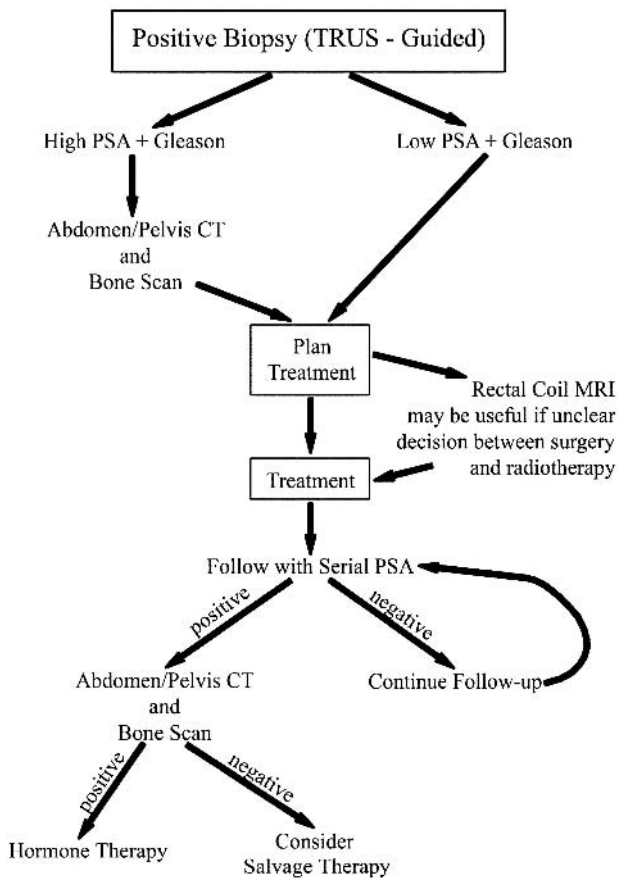 Positive Biopsy (TRUS - Guided)
High PSA + Gleason
Low PSA + Gleason
Abdomen/Pelvis CT
and
Bone Scan
Plan
Treatment
Rectal Coil MRI
may be useful if unclear
decision between surgery
and radiotherapy
Treatment
Follow with Serial PSA
positive
negative
Abdomen/Pelvis CT
and
Bone Scan
Continue Follow-up
positive
negative
Hormone Therapy
Consider
Salvage Therapy